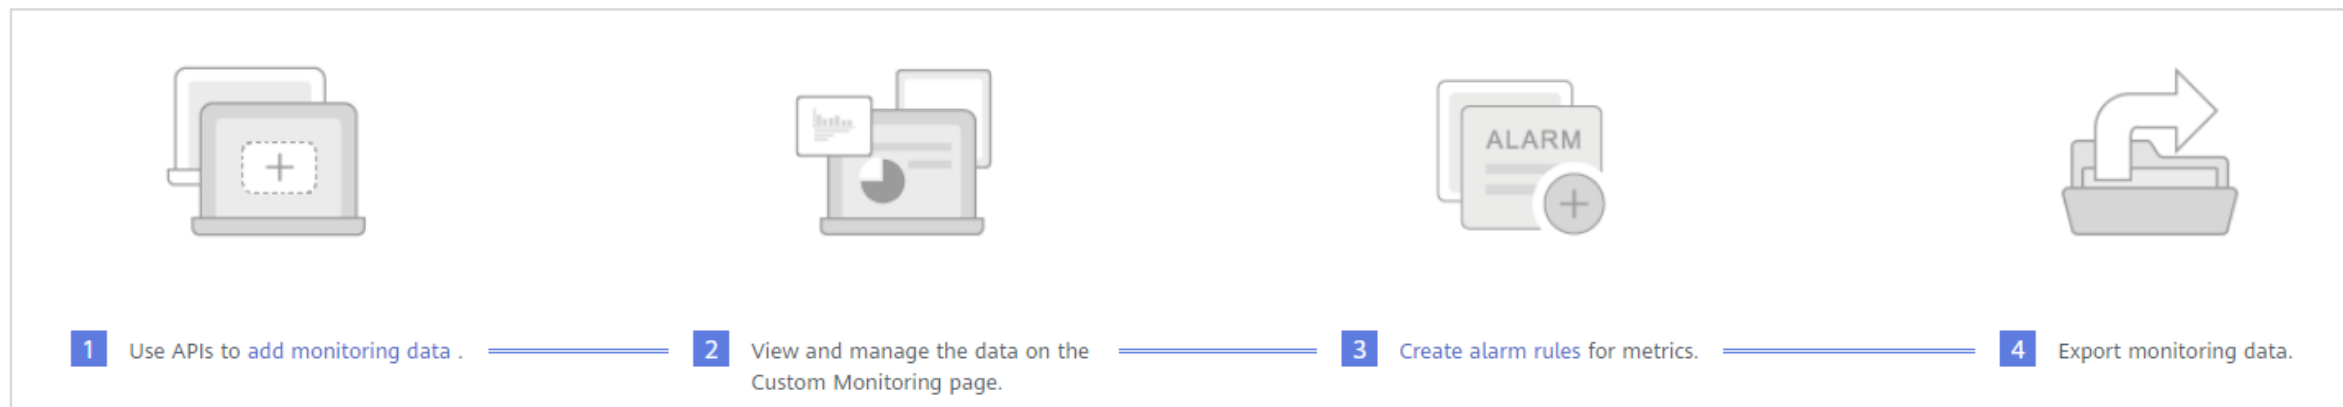 ALARM
1 Use APIs to add monitoring data .
2 View and manage the data on the
Custom Monitoring page.
3 Create alarm rules for metrics.
4 Export monitoring data.